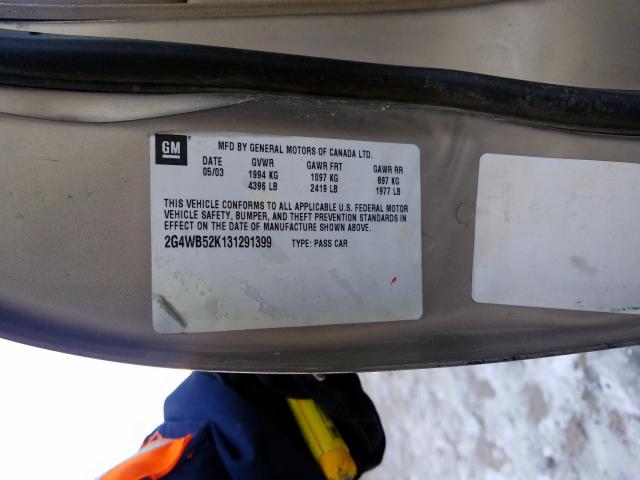 GM
MFD BY GENERAL MOTORS OF CANADA LTD.
DATE GVWR GAWR FRT GAWR RR
05/03 1994 KG 1097 KG 897 KG
4396 LB 2419 LB 1977 LB
THIS VEHICLE CONFORMS TO ALL APPLICABLE U.S. FEDERAL MOTOR
VEHICLE SAFETY, BUMPER, AND THEFT PREVENTION STANDARDS IN
EFFECT ON THE DATE OF MANUFACTURE SHOWN ABOVE.
2G4WB52K131291399 TYPE: PASS CAR